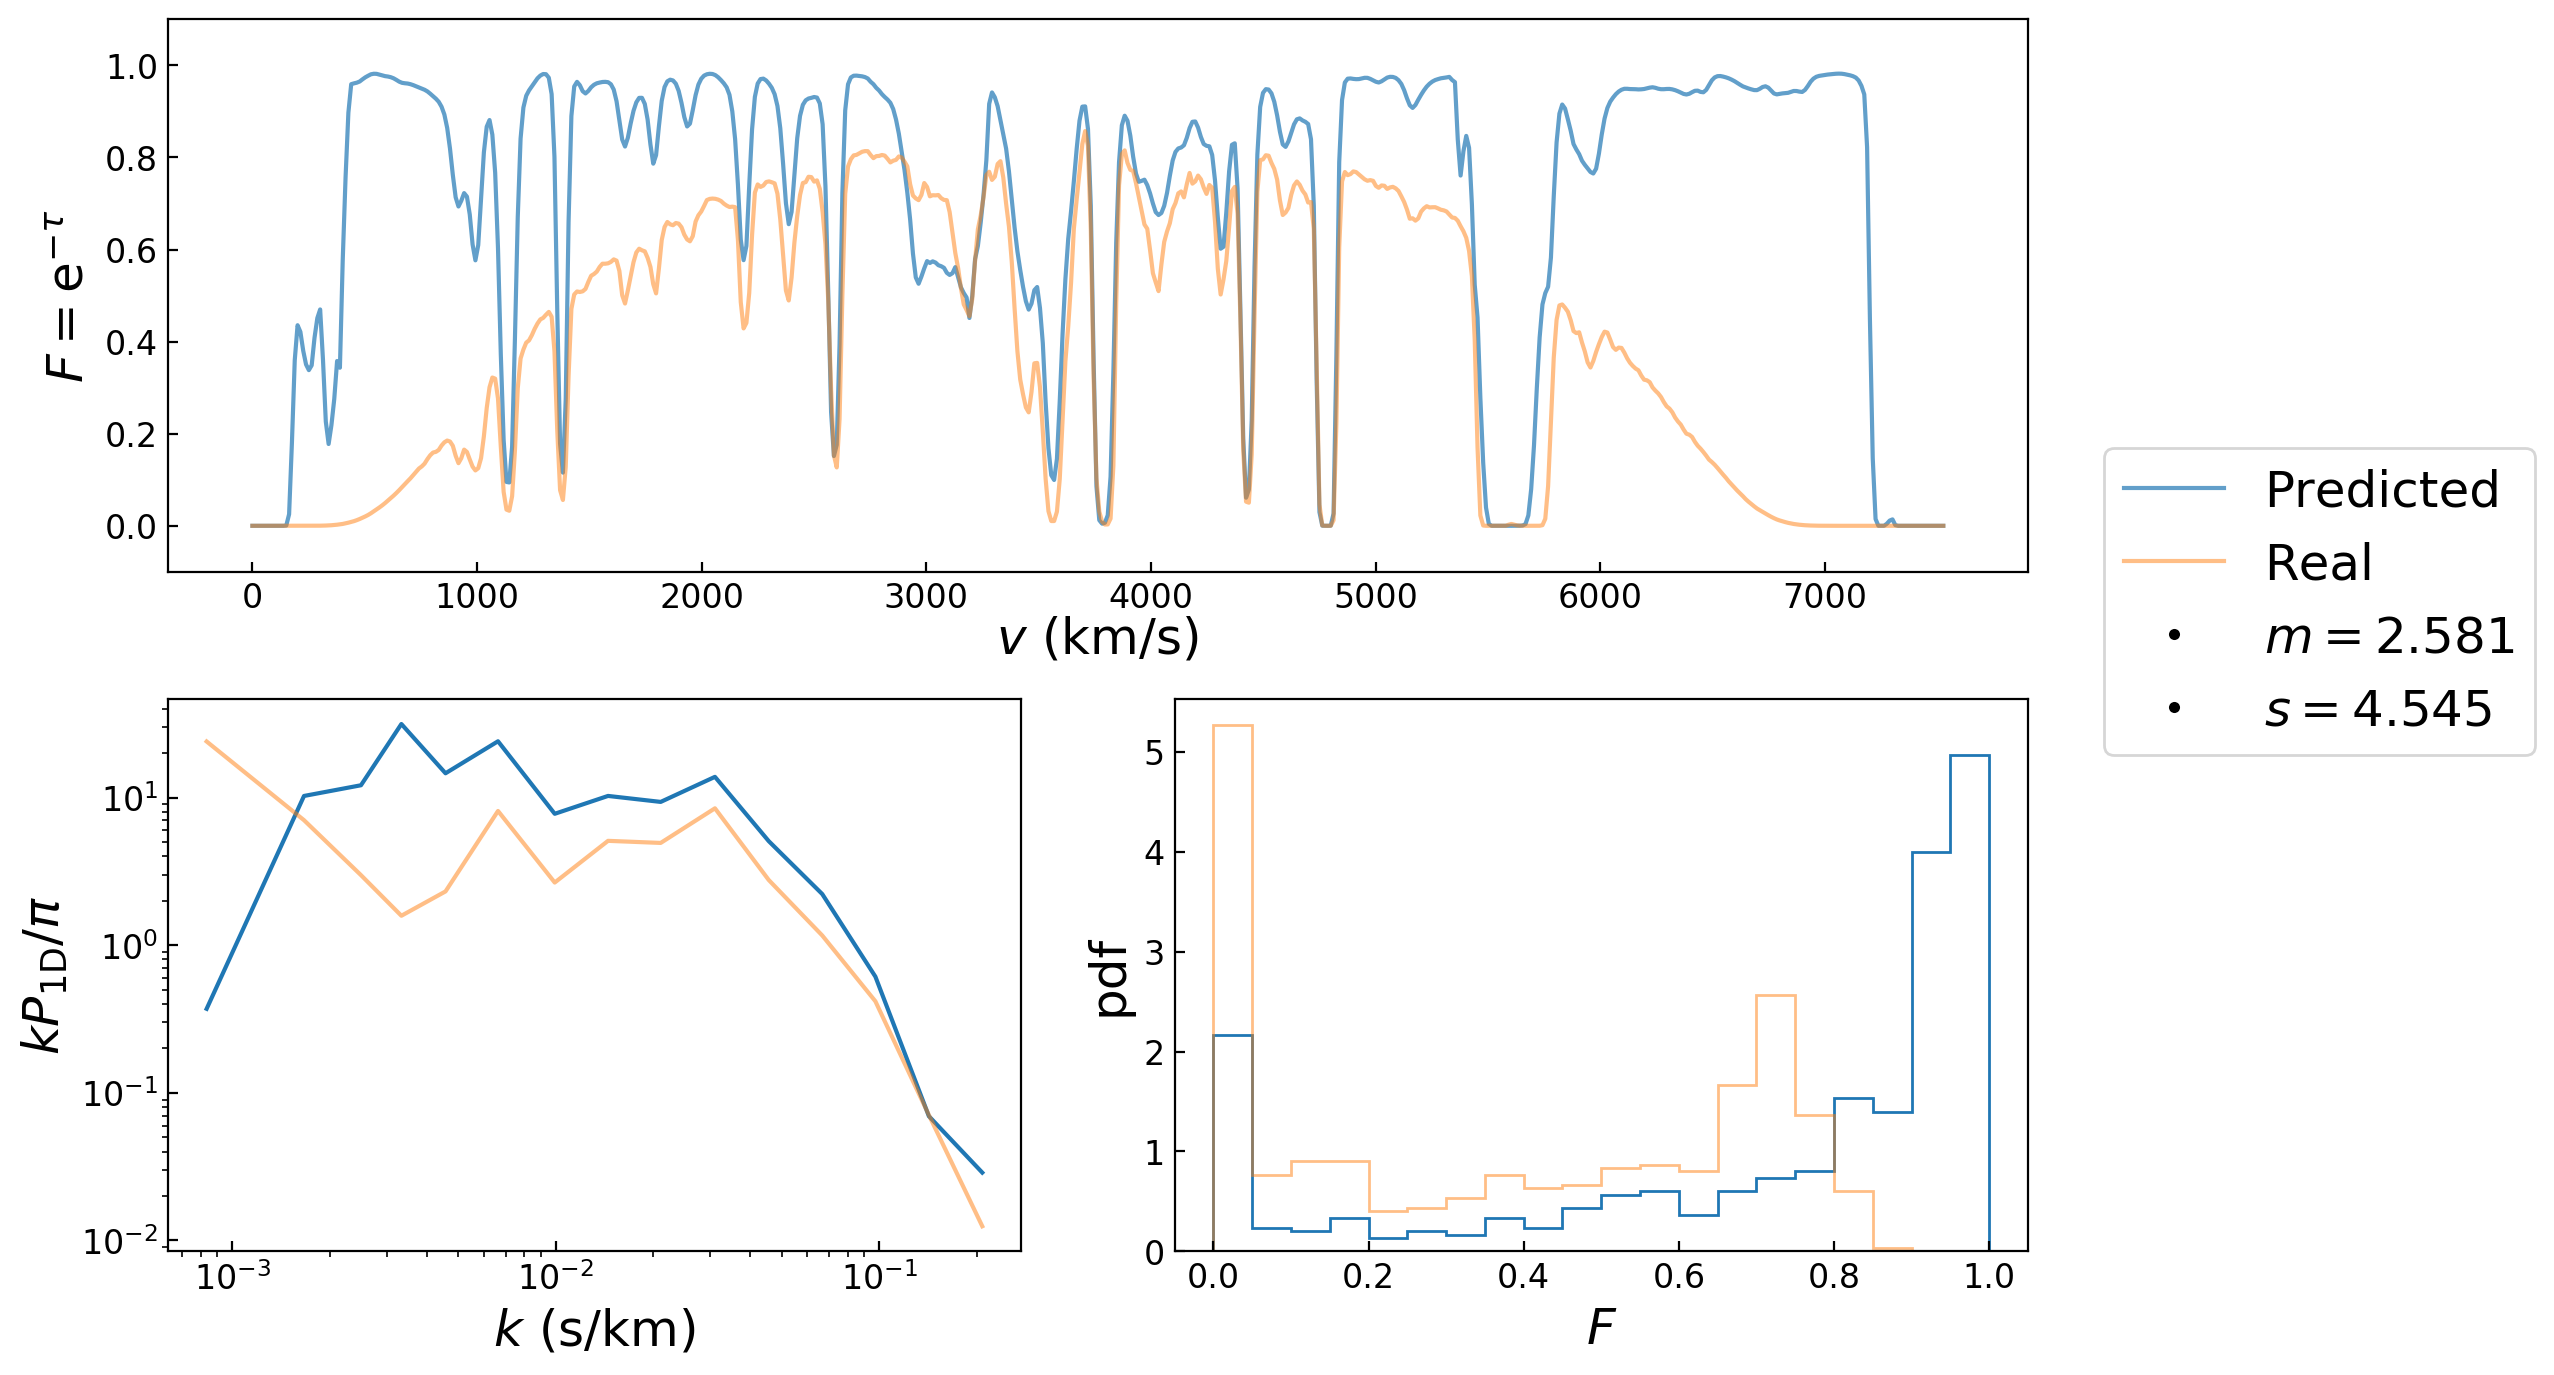 1.0
0.8
0.6
0.4
0.2
0.0
F = e^{−τ}
0 1000 2000 3000 4000 5000 6000 7000
v (km/s)
Predicted
Real
m = 2.581
s = 4.545
10^1
10^0
10^{−1}
10^{−2}
kP_{1D}/π
10^{−3} 10^{−2} 10^{−1}
k (s/km)
5
4
3
2
1
0
pdf
0.0 0.2 0.4 0.6 0.8 1.0
F